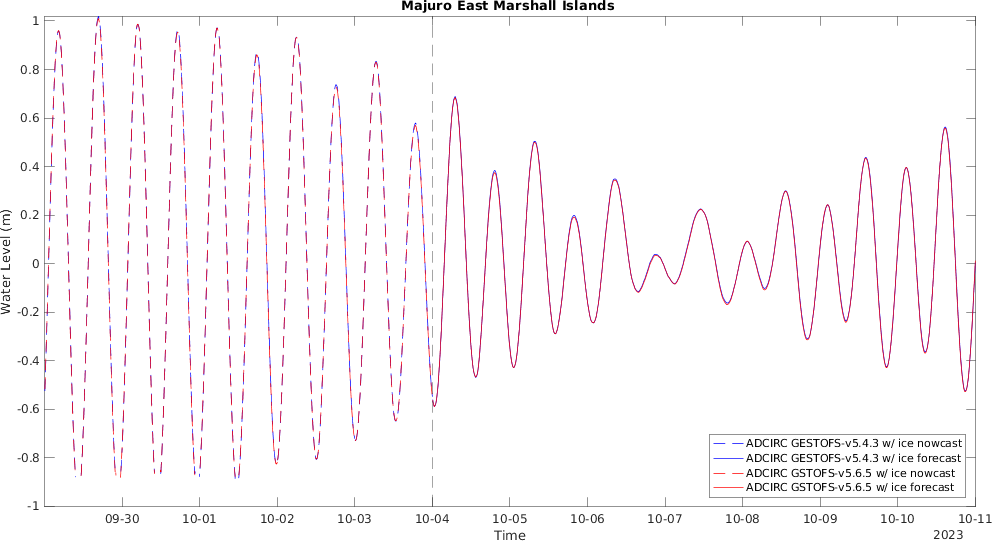 Majuro East Marshall Islands
1
0.8
0.6
0.4
0.2
0
-0.2
-0.4
-0.6
-0.8
-1
Water Level (m)
09-30 10-01 10-02 10-03 10-04 10-05 10-06 10-07 10-08 10-09 10-10 10-11
Time
2023
ADCIRC GESTOFS-v5.4.3 w/ ice nowcast
ADCIRC GESTOFS-v5.4.3 w/ ice forecast
ADCIRC GSTOFS-v5.6.5 w/ ice nowcast
ADCIRC GSTOFS-v5.6.5 w/ ice forecast